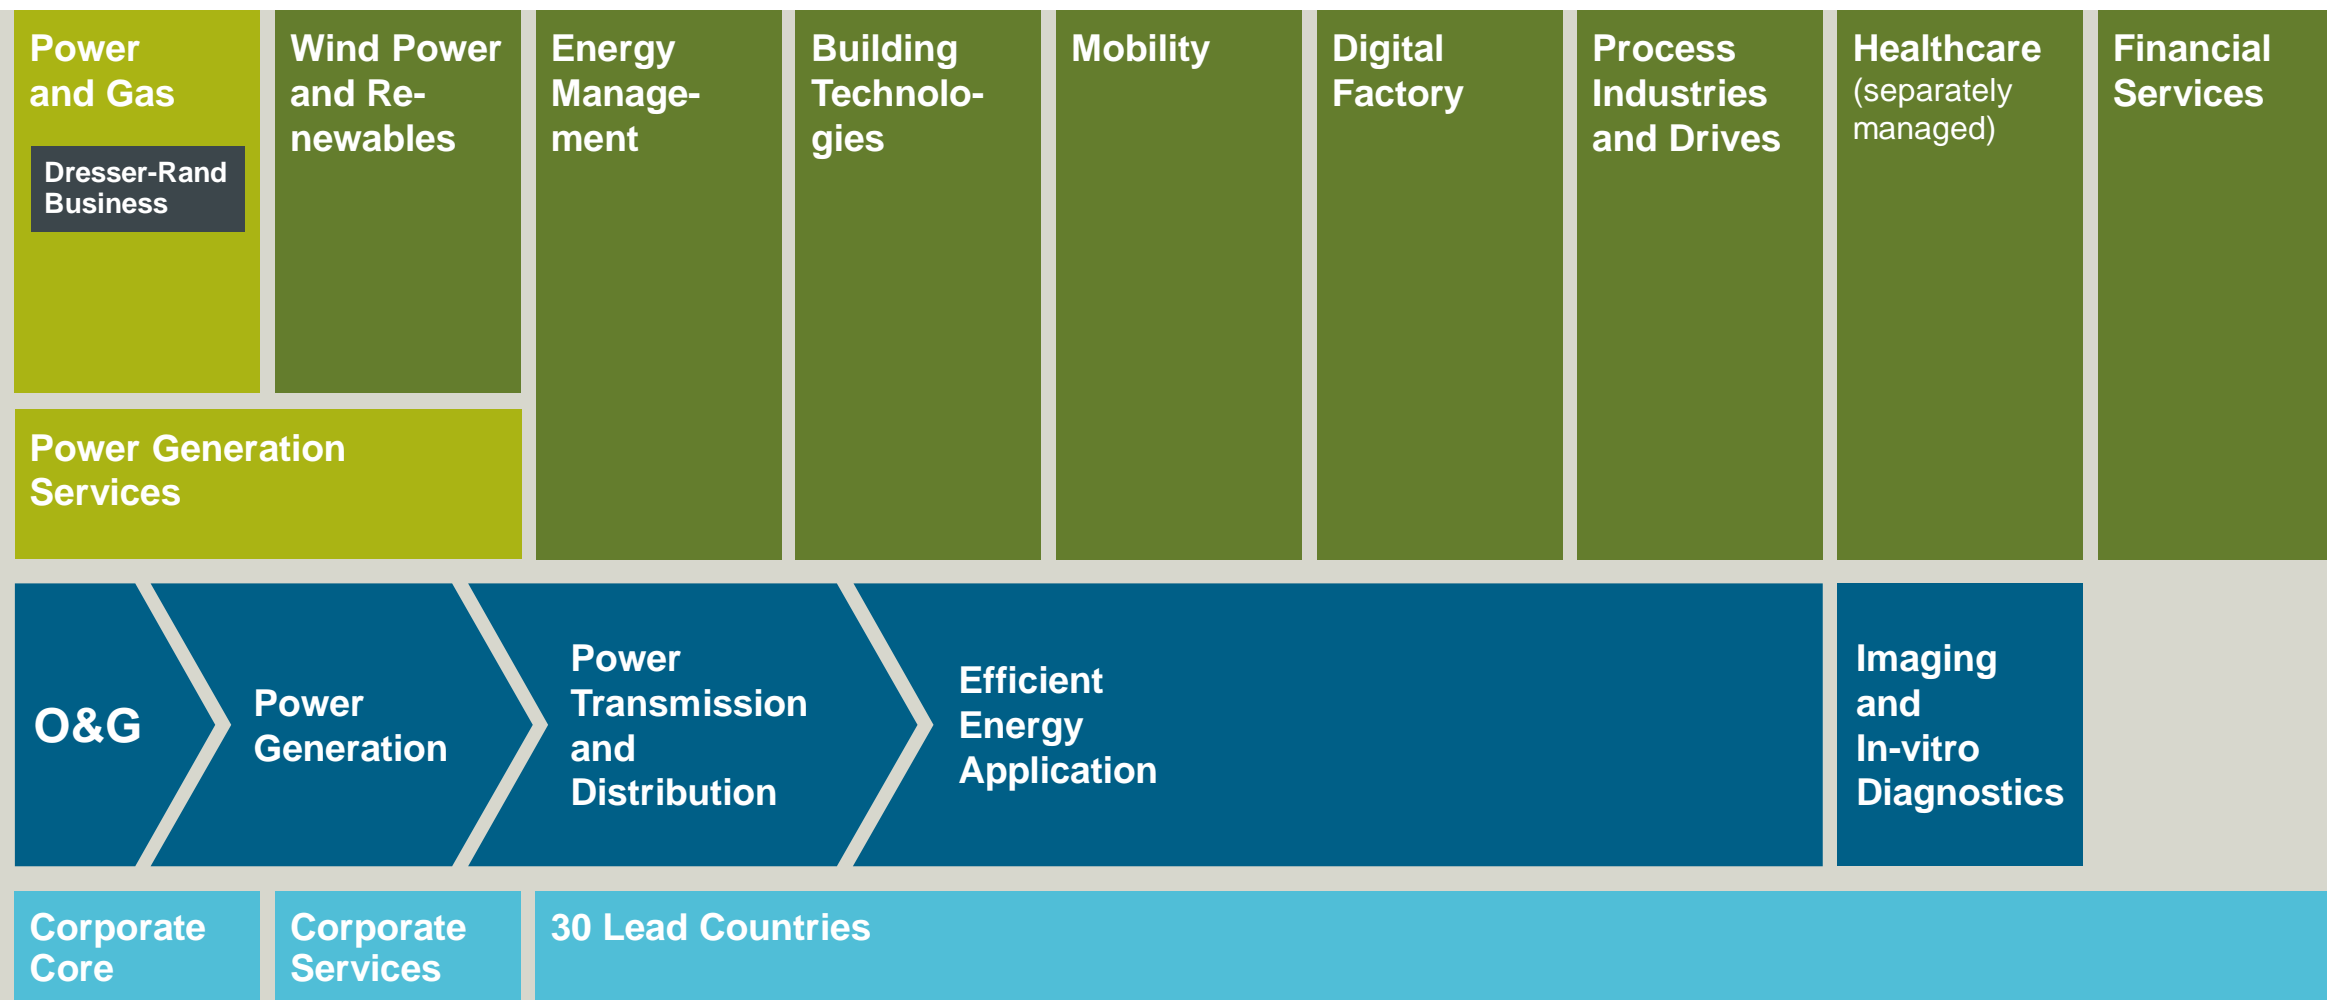 Power
and Gas
Dresser-Rand
Business
Wind Power
and Re-
newables
Energy
Manage-
ment
Building
Technolo-
gies
Mobility
Digital
Factory
Process
Industries
and Drives
Healthcare
(separately
managed)
Financial
Services
Power Generation
Services
O&G
Power
Generation
Power
Transmission
and
Distribution
Efficient
Energy
Application
Imaging
and
In-vitro
Diagnostics
Corporate
Core
Corporate
Services
30 Lead Countries